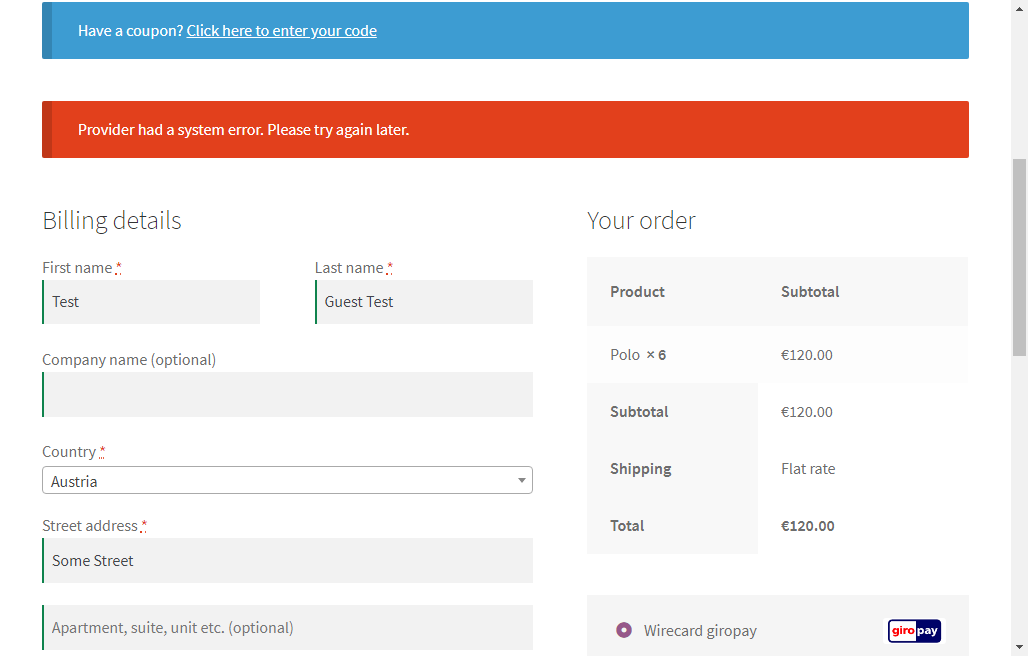 Have a coupon? Click here to enter your code
Provider had a system error. Please try again later.
Billing details
First name *
Last name *
Test
Guest Test
Company name (optional)
Country *
Austria
Street address *
Some Street
Apartment, suite, unit etc. (optional)
Your order
Product Subtotal
Polo × 6 €120.00
Subtotal €120.00
Shipping Flat rate
Total €120.00
Wirecard giropay giropay